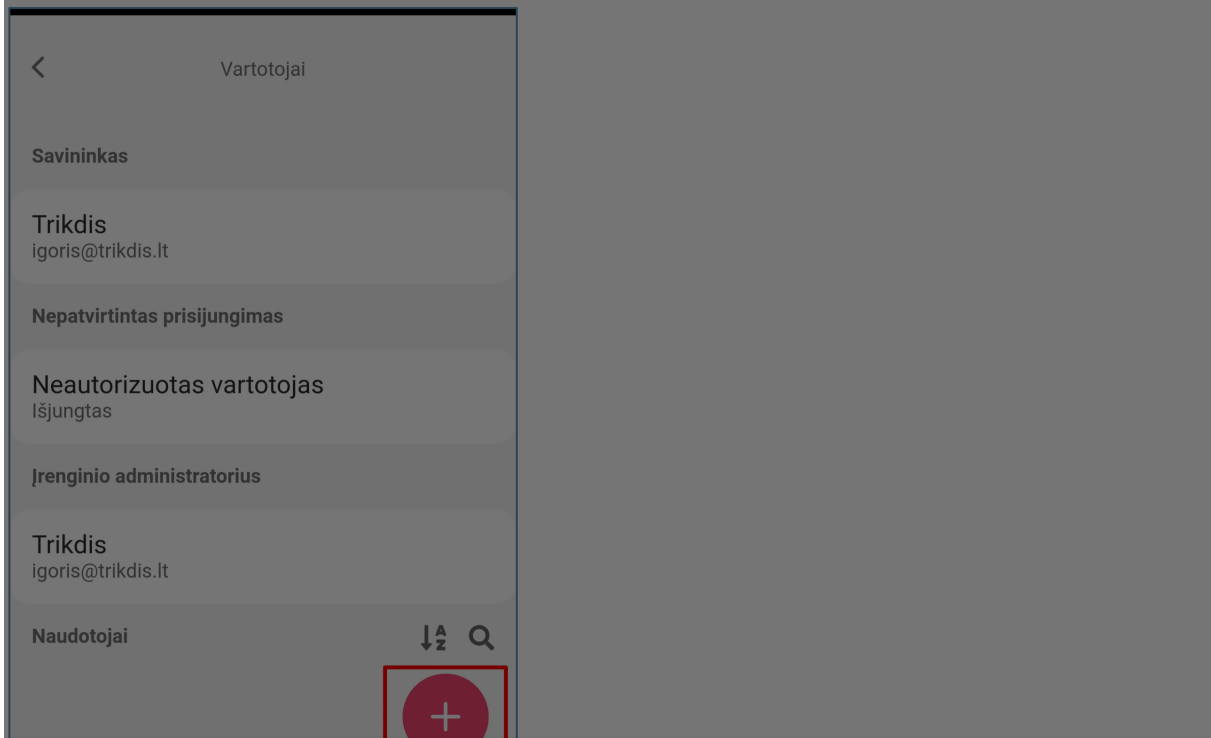 Vartotojai
Savininkas
Trikdis
igoris@trikdis.lt
Nepatvirtintas prisijungimas
Neautorizuotas vartotojas
Išjungtas
Įrenginio administratorius
Trikdis
igoris@trikdis.lt
Naudotojai